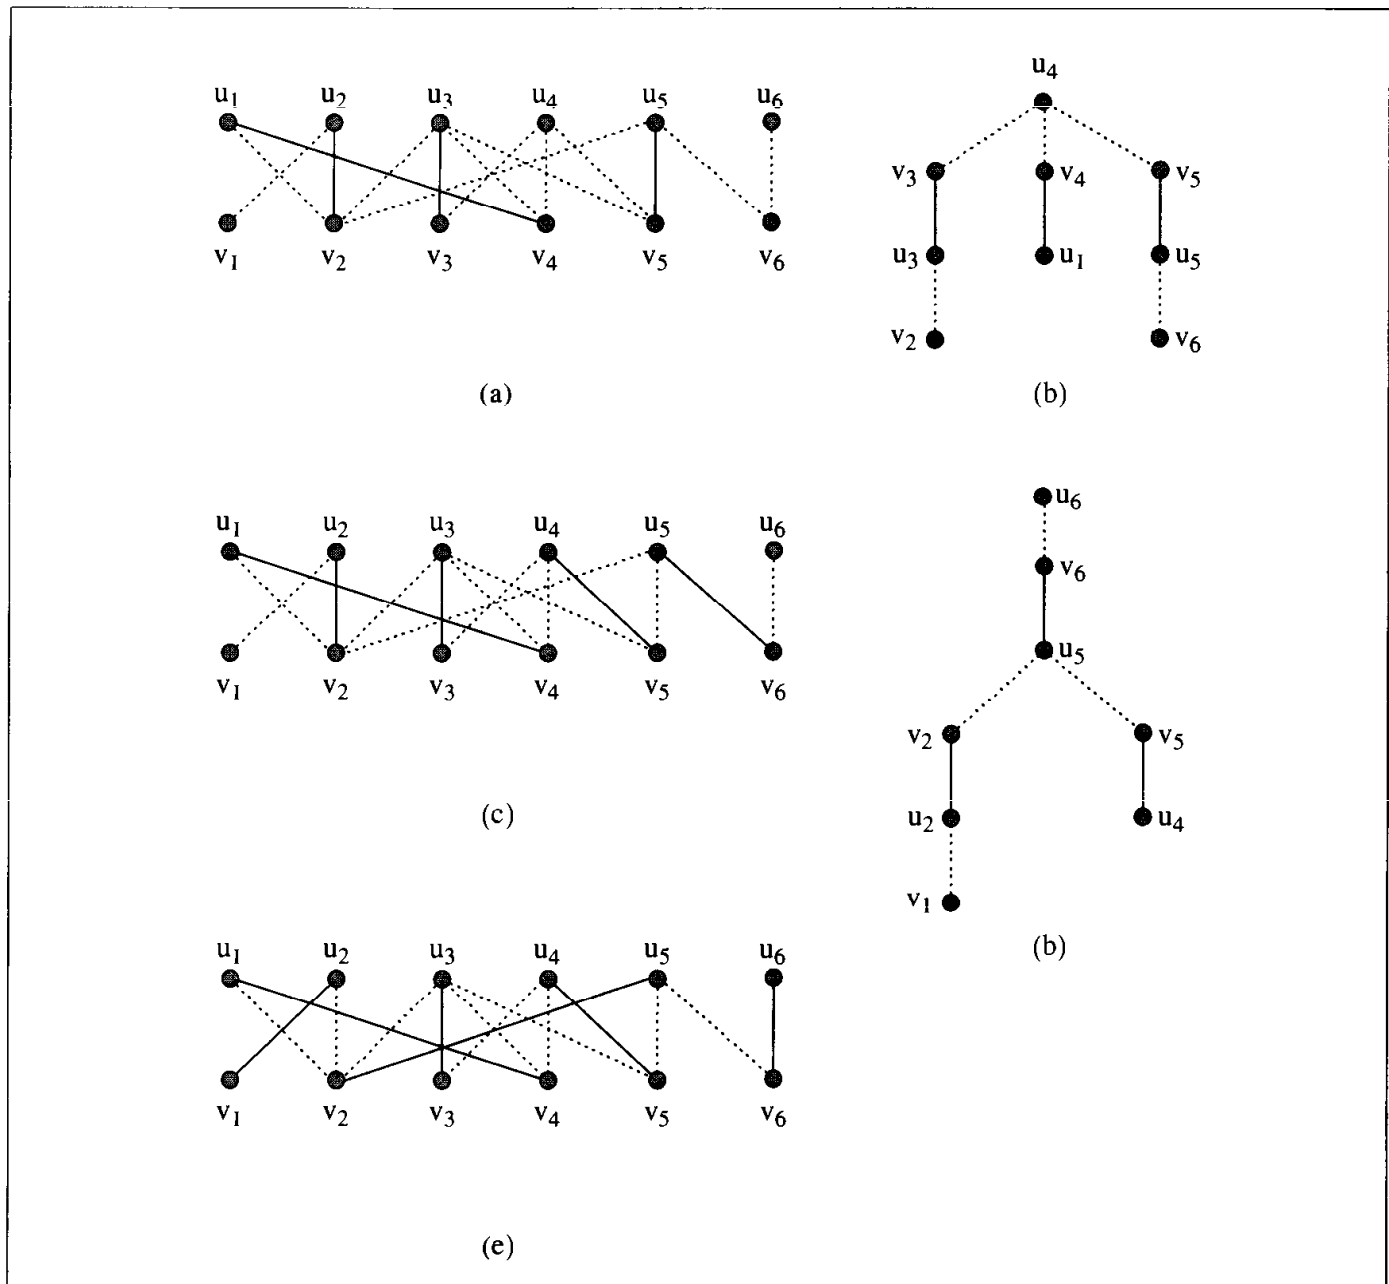 u₁ u₂ u₃ u₄ u₅ u₆
v₁ v₂ v₃ v₄ v₅ v₆
(a)
u₄
v₃ v₄ v₅
u₃ u₁ u₅
v₂ v₆
(b)
u₁ u₂ u₃ u₄ u₅ u₆
v₁ v₂ v₃ v₄ v₅ v₆
(c)
u₆
v₆
u₅
v₂ v₅
u₂ u₄
v₁
(b)
u₁ u₂ u₃ u₄ u₅ u₆
v₁ v₂ v₃ v₄ v₅ v₆
(e)